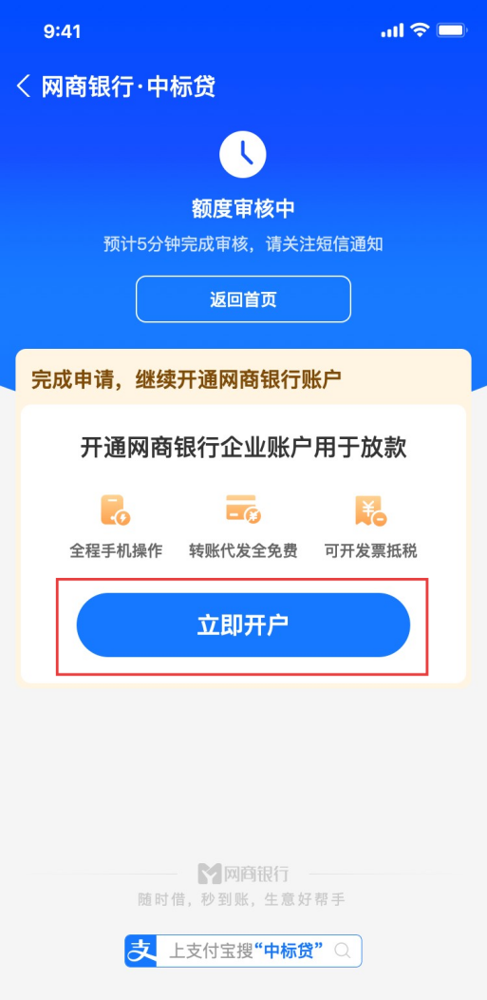 9:41
网商银行·中标贷
额度审核中
预计5分钟完成审核，请关注短信通知
返回首页
完成申请，继续开通网商银行账户
开通网商银行企业账户用于放款
全程手机操作 转账代发全免费 可开发票抵税
立即开户
网商银行
随时借，秒到账，生意好帮手
支 上支付宝搜“中标贷”